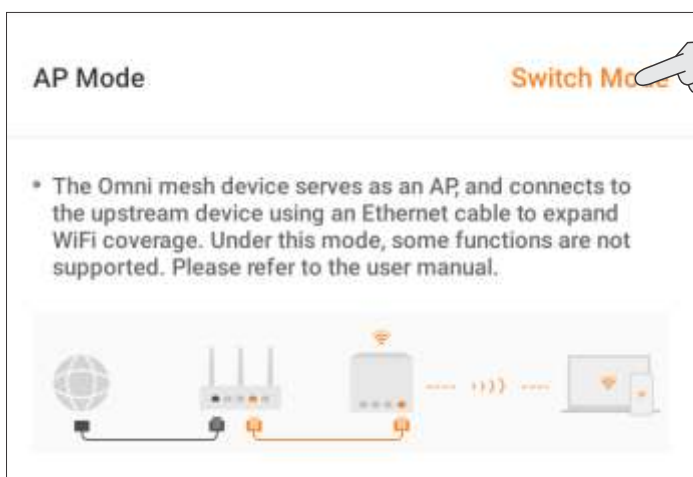 AP Mode
Switch Mode
• The Omni mesh device serves as an AP, and connects to
the upstream device using an Ethernet cable to expand
WiFi coverage. Under this mode, some functions are not
supported. Please refer to the user manual.